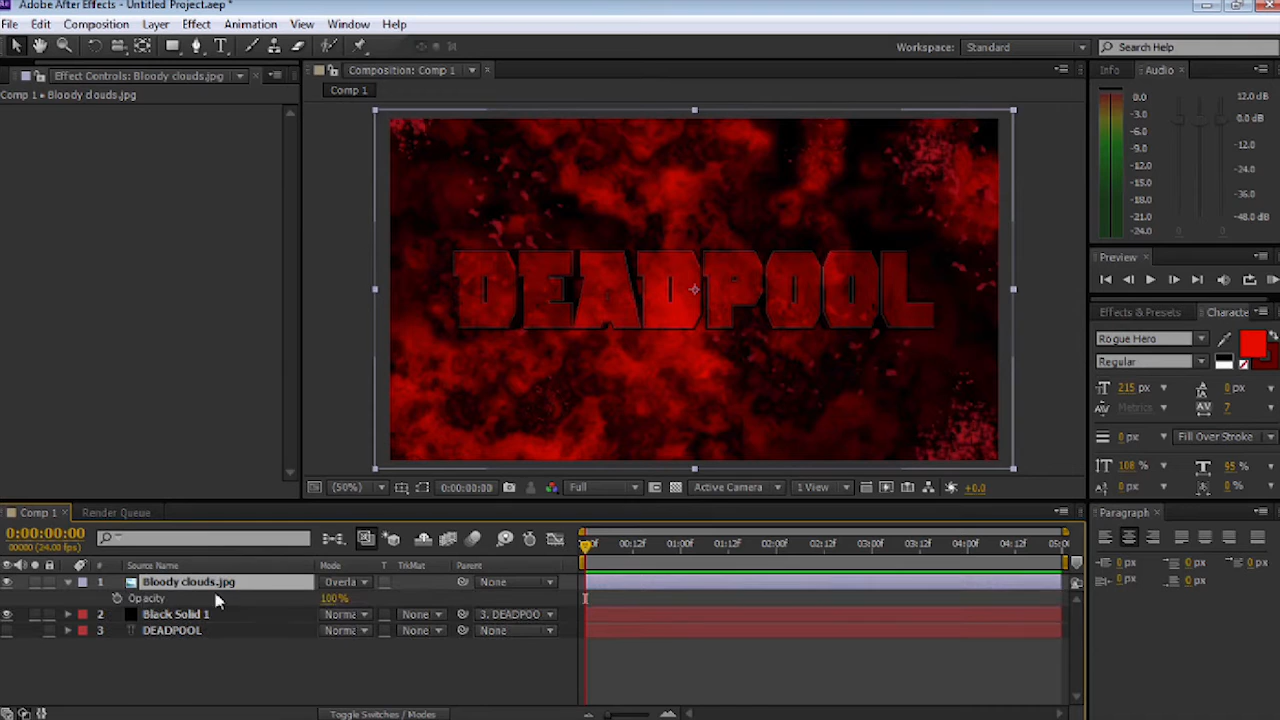 Adobe After Effects - Untitled Project.aep *
File Edit Composition Layer Effect Animation View Window Help
Workspace: Standard Search Help
Effect Controls: Bloody clouds.jpg
Comp 1 • Bloody clouds.jpg
Composition: Comp 1
Comp 1
DEADPOOL
(50%) 0:00:00:00 Full Active Camera 1 View +0.0
Info Audio
0.0
-3.0
-6.0
-9.0
-12.0
-15.0
-18.0
-21.0
-24.0
12.0 dB
0.0 dB
-12.0
-24.0
-36.0
-48.0 dB
Preview
Effects & Presets Characte
Rogue Hero
Regular
215 px 0 px
Metrics 7
0 px Fill Over Stroke
108 % 95 %
0 px 0 %
Paragraph
0 px 0 px
0 px 0 px
Comp 1 Render Queue
0:00:00:00
00000 (24.00 fps)
# Source Name Mode T TrkMat Parent
1 Bloody clouds.jpg Overla None
Opacity 100%
2 Black Solid 1 Norma None 3. DEADPOO
3 DEADPOOL Norma None None
00f 00:12f 01:00f 01:12f 02:00f 02:12f 03:00f 03:12f 04:00f 04:12f 05:00
Toggle Switches / Modes